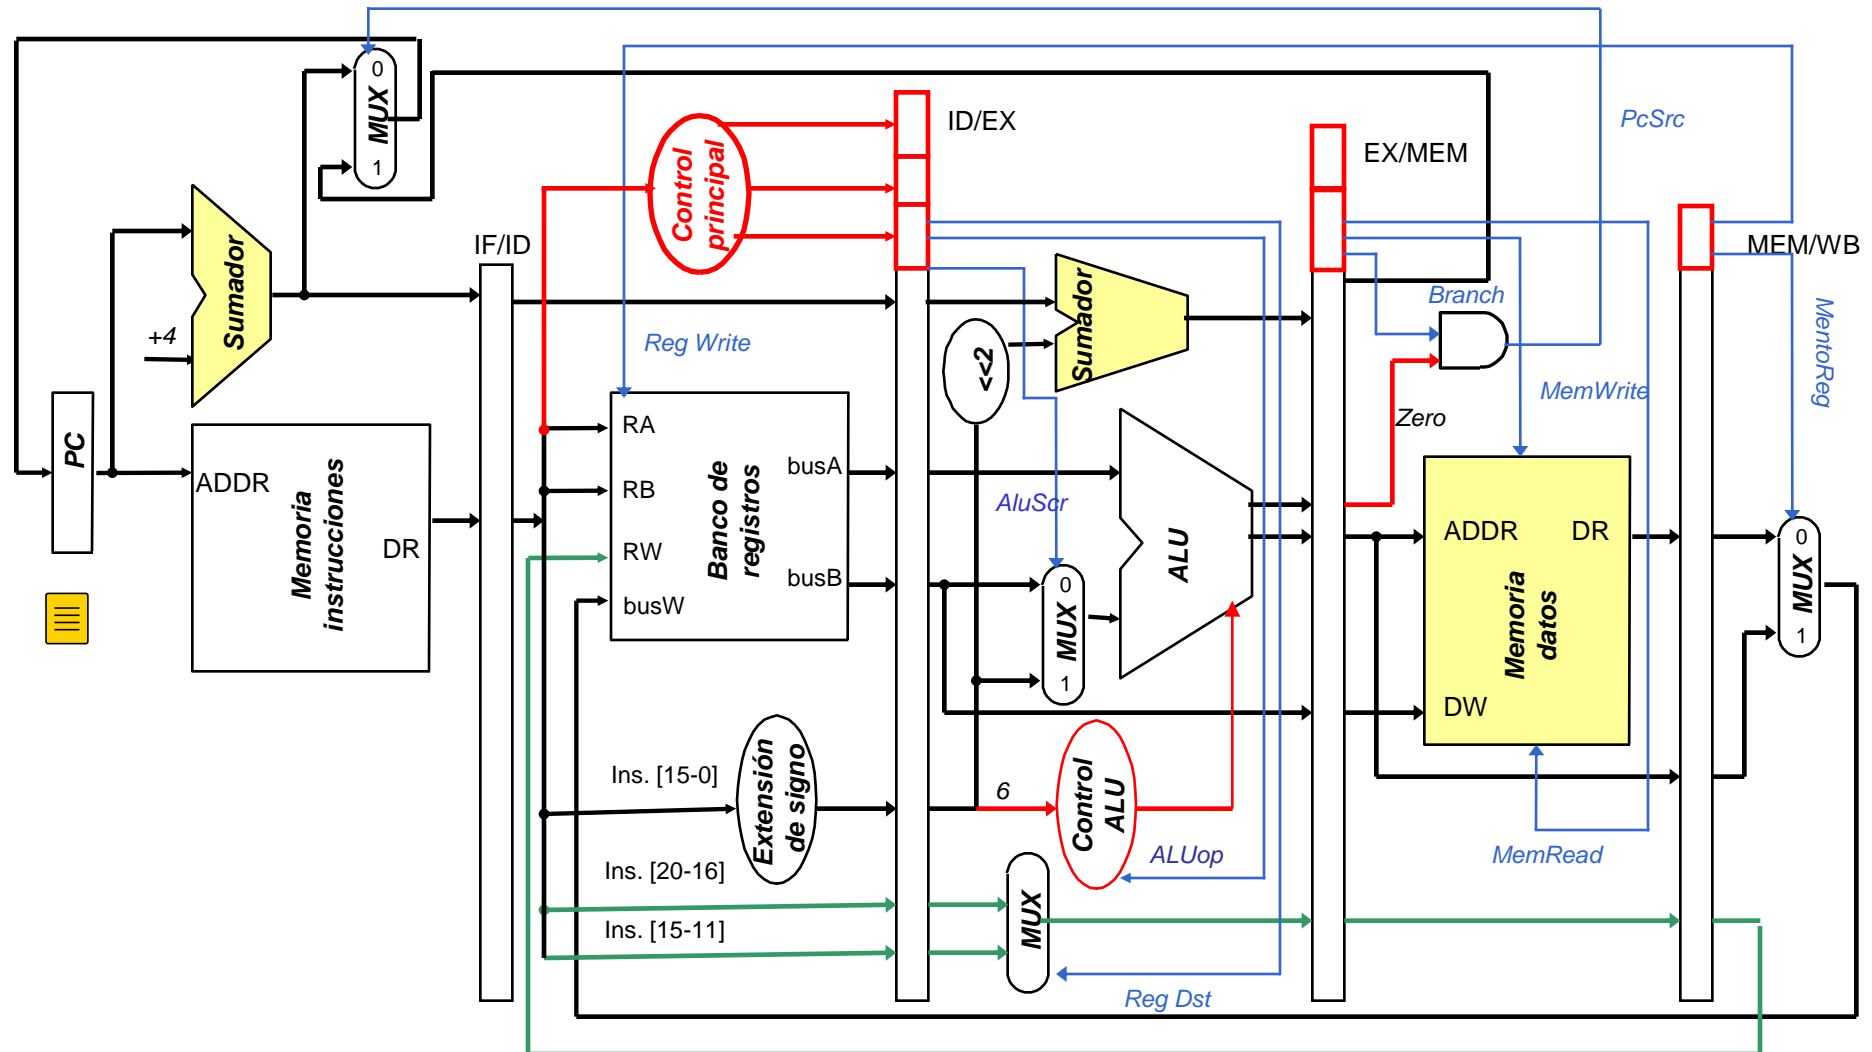 0
MUX
1
PcSrc
ID/EX
EX/MEM
Control
principal
IF/ID
MEM/WB
Sumador
+4
Reg Write
<<2
Sumador
Branch
MentoReg
MemWrite
Zero
PC
ADDR
Memoria
instrucciones
DR
RA
RB
RW
busW
Banco de
registros
busA
busB
AluScr
0
MUX
1
ALU
ADDR
DR
Memoria
datos
DW
0
MUX
1
Ins. [15-0]
Extensión
de signo
6
Control
ALU
ALUop
MemRead
Ins. [20-16]
Ins. [15-11]
MUX
Reg Dst